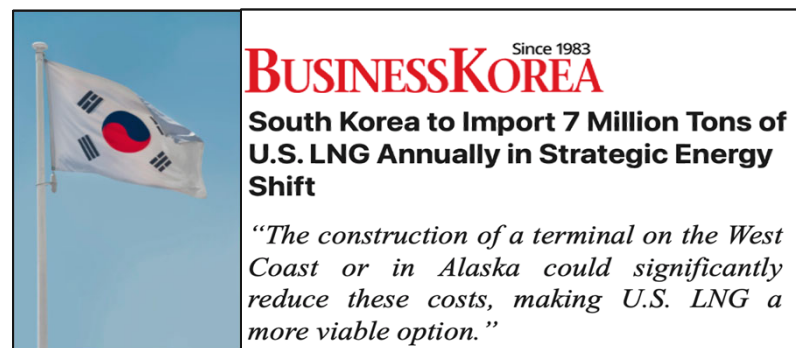 Since 1983
BUSINESSKOREA
South Korea to Import 7 Million Tons of
U.S. LNG Annually in Strategic Energy
Shift
“The construction of a terminal on the West
Coast or in Alaska could significantly
reduce these costs, making U.S. LNG a
more viable option.”